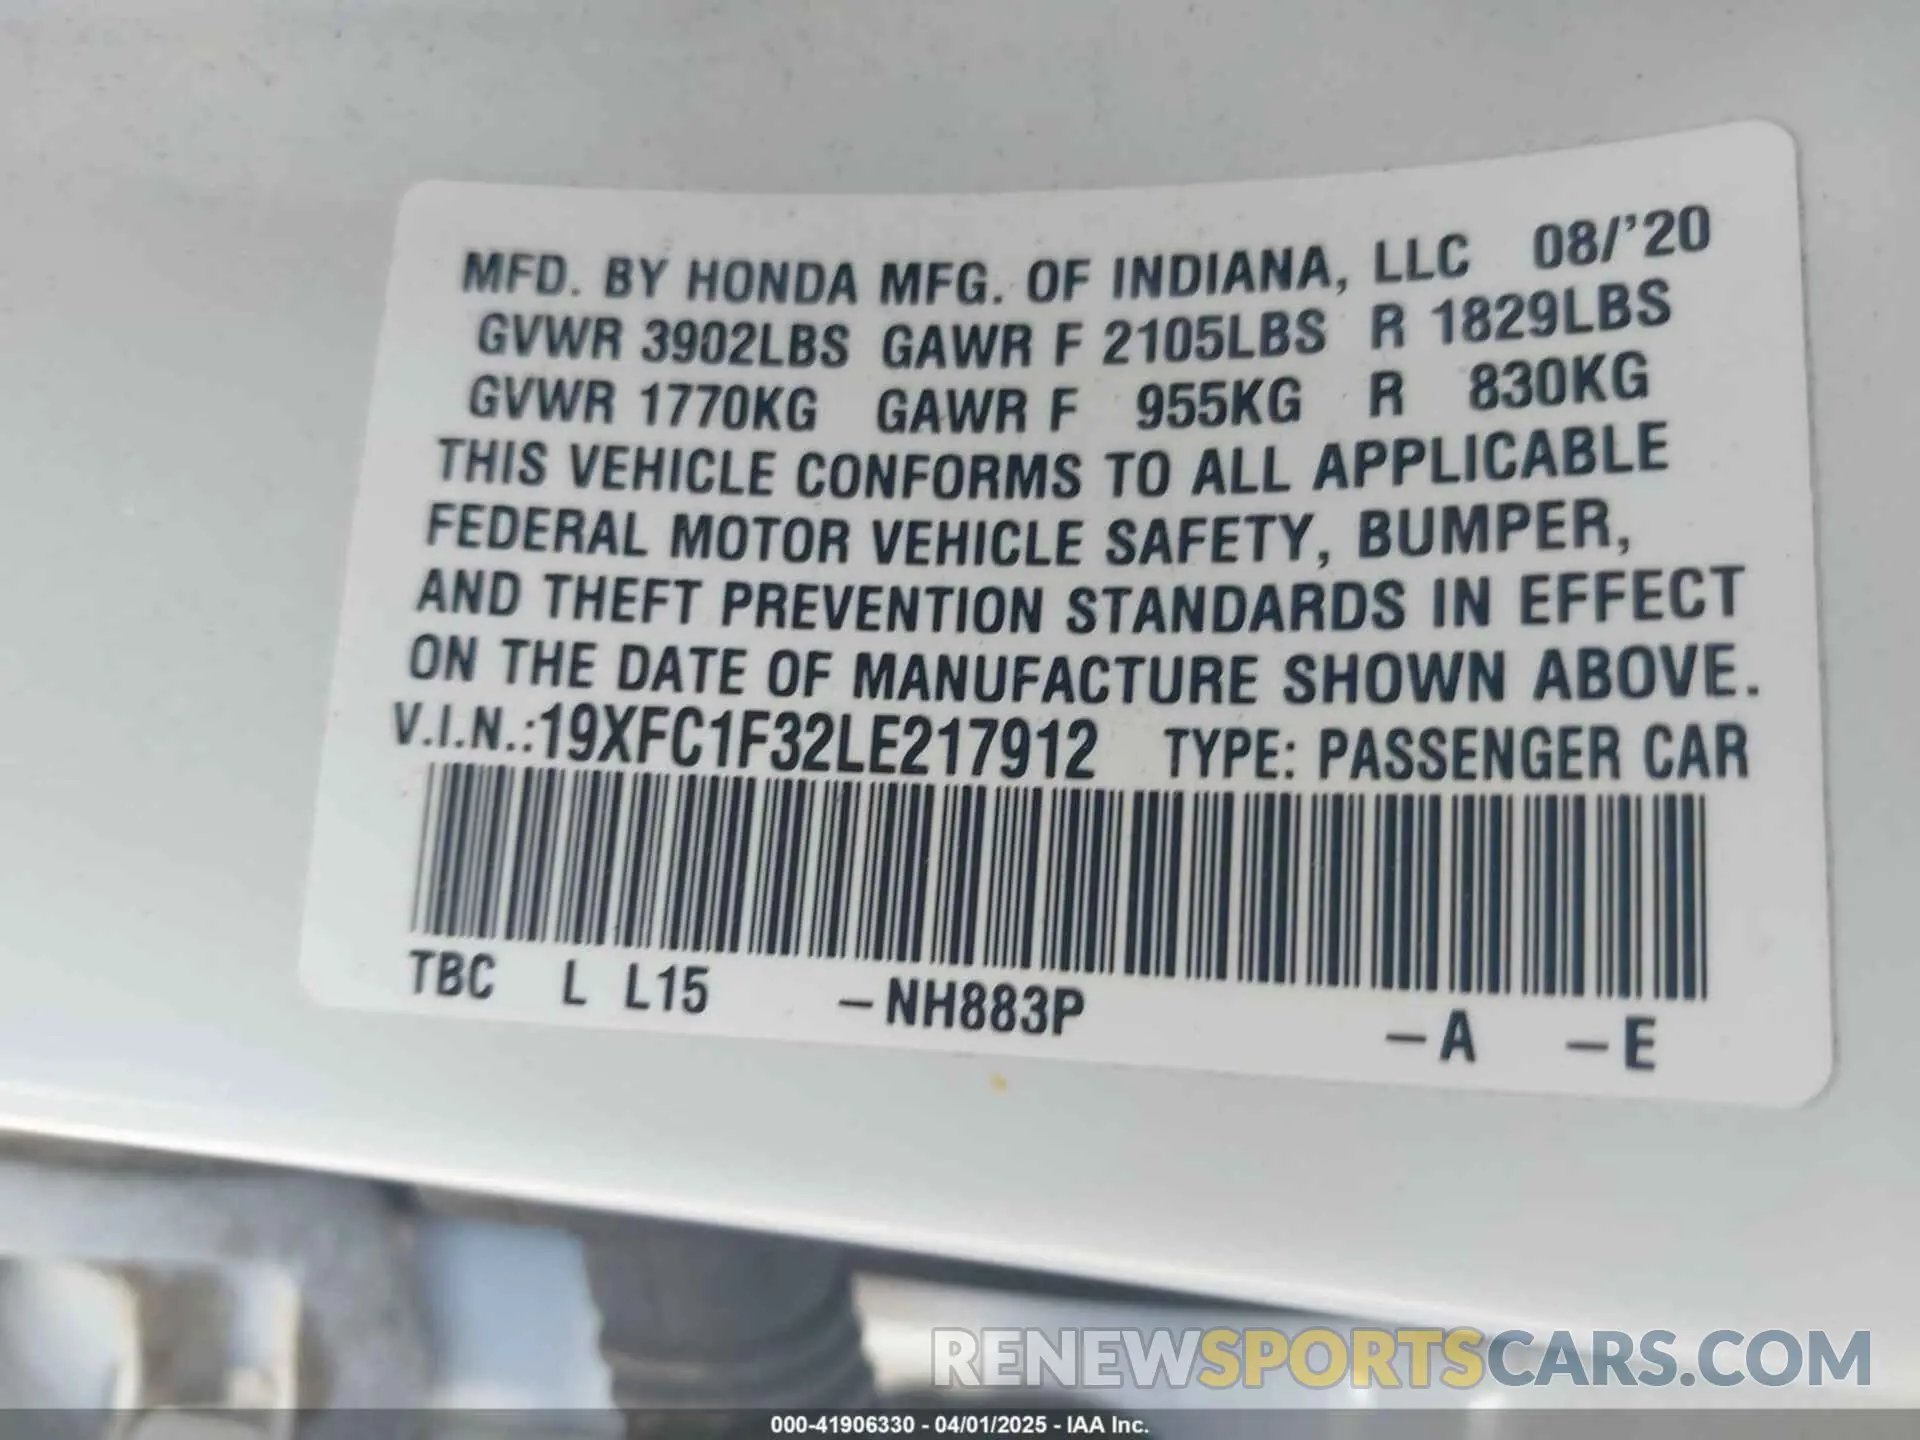 MFD. BY HONDA MFG. OF INDIANA, LLC 08/'20
GVWR 3902LBS GAWR F 2105LBS R 1829LBS
GVWR 1770KG GAWR F 955KG R 830KG
THIS VEHICLE CONFORMS TO ALL APPLICABLE
FEDERAL MOTOR VEHICLE SAFETY, BUMPER,
AND THEFT PREVENTION STANDARDS IN EFFECT
ON THE DATE OF MANUFACTURE SHOWN ABOVE.
V.I.N.:19XFC1F32LE217912 TYPE: PASSENGER CAR
TBC L L15 -NH883P -A -E
RENEWSPORTSCARS.COM
000-41906330 - 04/01/2025 - IAA Inc.